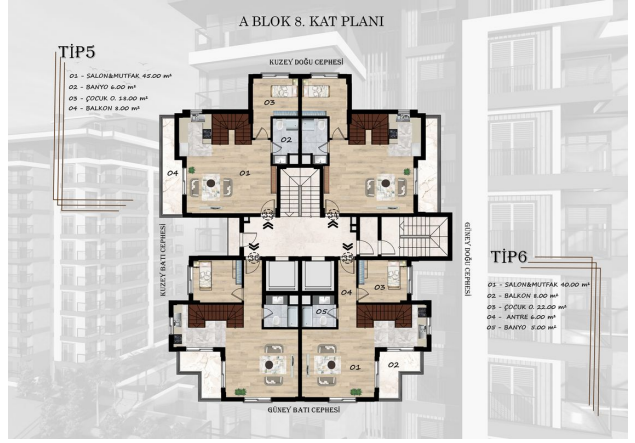 A BLOK 8. KAT PLANI
TİP5
01 - SALON&MUTFAK 45.00 m²
02 - BANYO 6.00 m²
03 - ÇOCUK O. 18.00 m²
04 - BALKON 8.00 m²
KUZEY DOĞU CEPHESİ
03
02
04
01
KUZEY BATI CEPHESİ
GÜNEY DOĞU CEPHESİ
TİP6
01 - SALON&MUTFAK 40.00 m²
02 - BALKON 8.00 m²
03 - ÇOCUK O. 22.00 m²
04 - ANTRE 6.00 m²
05 - BANYO 5.00 m²
03
04
05
01
02
GÜNEY BATI CEPHESİ